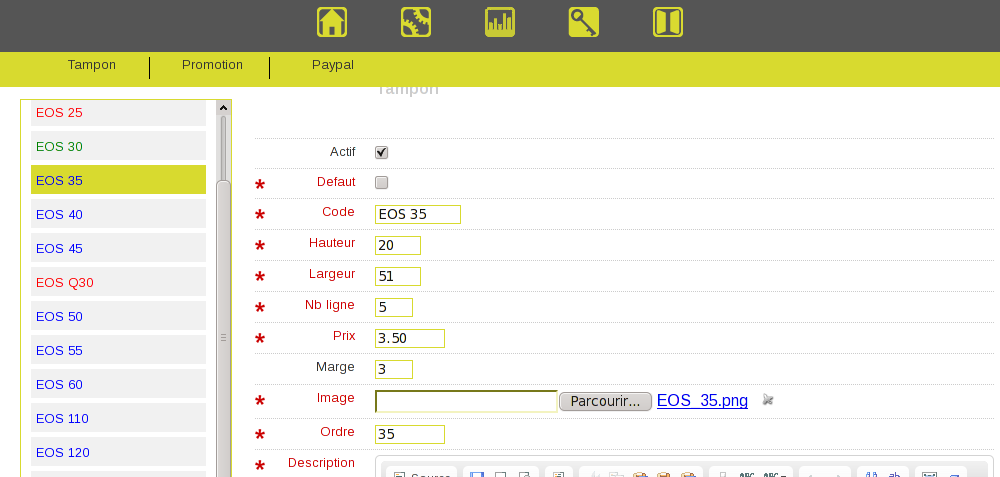 Tampon Promotion Paypal
Tampon
EOS 25
EOS 30
EOS 35
EOS 40
EOS 45
EOS Q30
EOS 50
EOS 55
EOS 60
EOS 110
EOS 120
Actif
* Defaut
* Code EOS 35
* Hauteur 20
* Largeur 51
* Nb ligne 5
* Prix 3.50
Marge 3
* Image Parcourir... EOS_35.png
* Ordre 35
* Description
Source